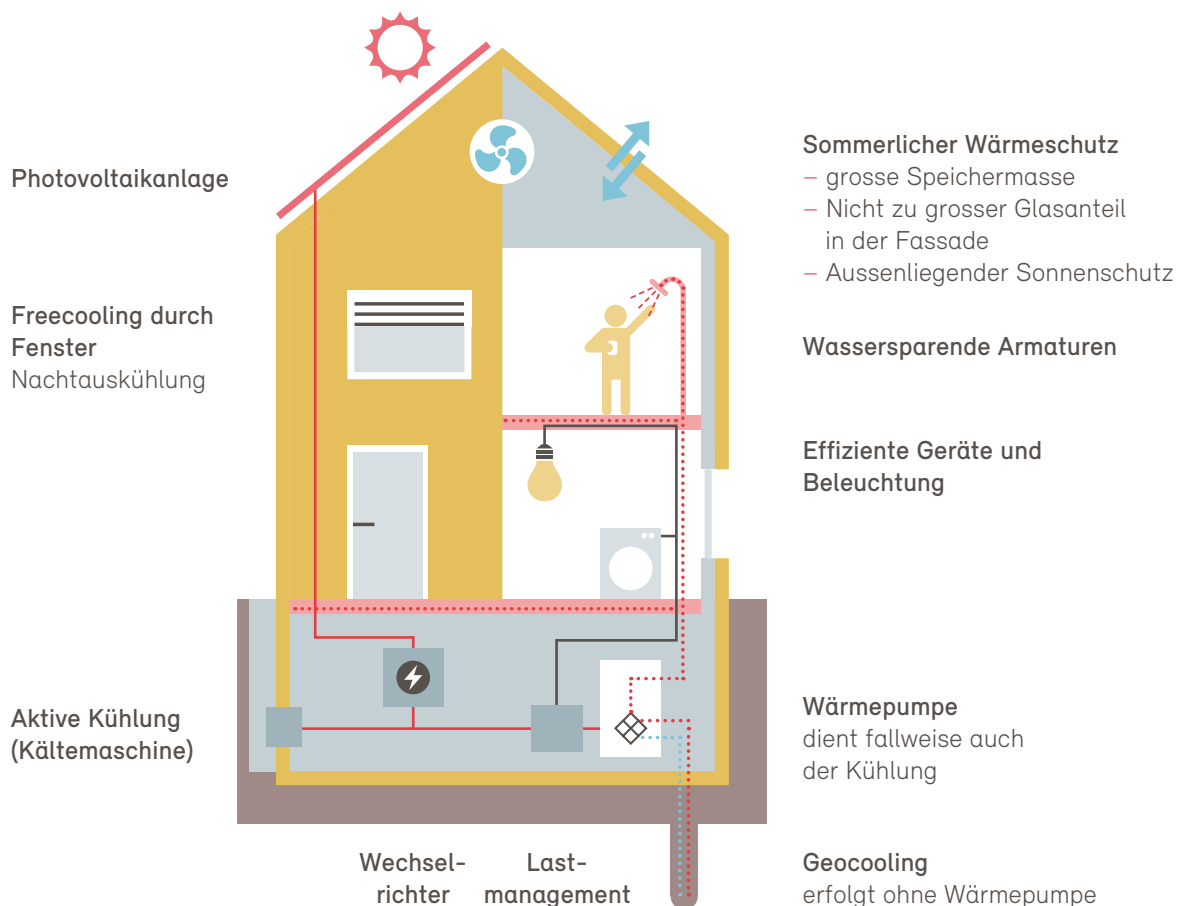 Photovoltaikanlage
Freecooling durch
Fenster
Nachtauskühlung
Aktive Kühlung
(Kältemaschine)
Wechsel-
richter
Last-
management
Sommerlicher Wärmeschutz
– grosse Speichermasse
– Nicht zu grosser Glasanteil
in der Fassade
– Aussenliegender Sonnenschutz
Wassersparende Armaturen
Effiziente Geräte und
Beleuchtung
Wärmepumpe
dient fallweise auch
der Kühlung
Geocooling
erfolgt ohne Wärmepumpe